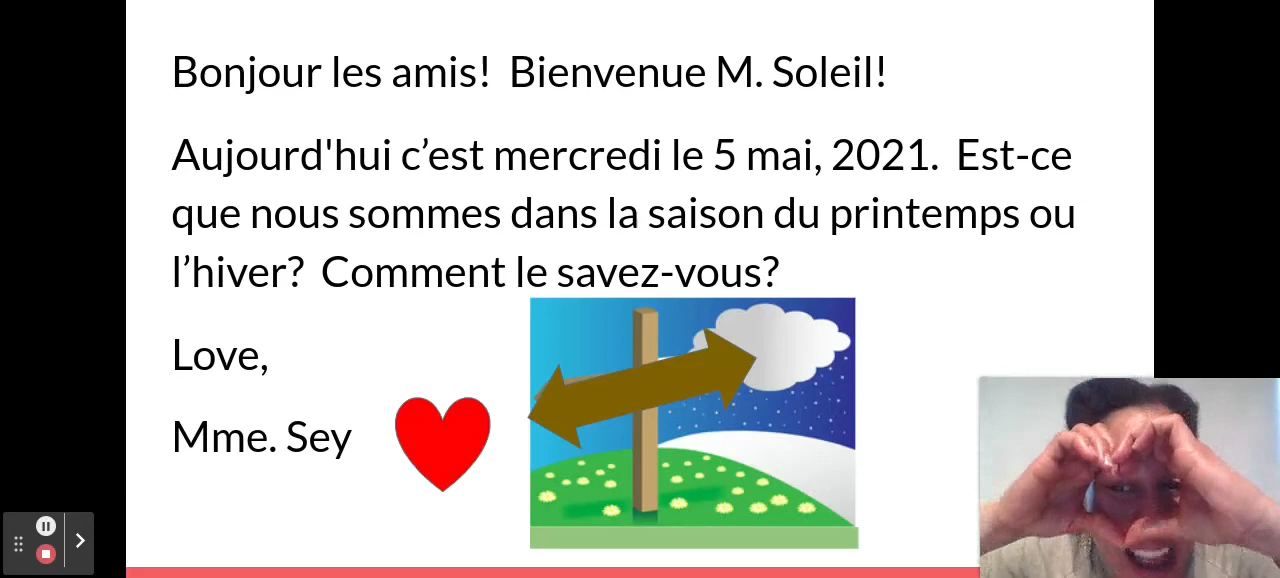 Bonjour les amis!  Bienvenue M. Soleil!
Aujourd'hui c’est mercredi le 5 mai, 2021.  Est-ce
que nous sommes dans la saison du printemps ou
l’hiver?  Comment le savez-vous?
Love,
Mme. Sey